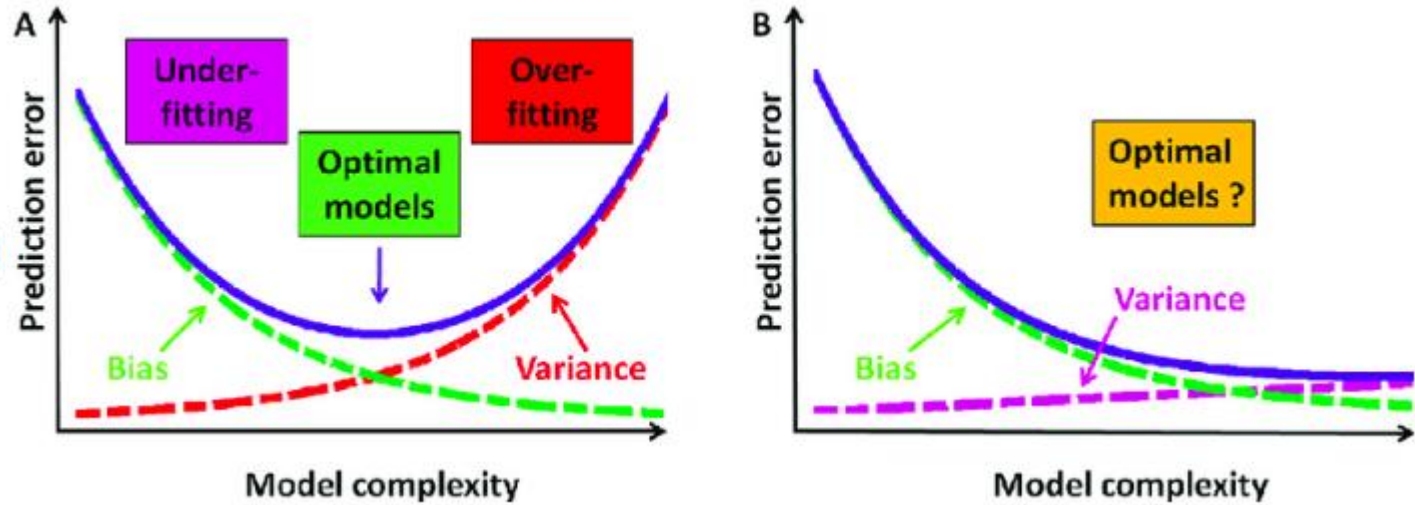 A
Prediction error
Under-
fitting
Over-
fitting
Optimal
models
Bias
Variance
Model complexity
B
Prediction error
Optimal
models ?
Variance
Bias
Model complexity